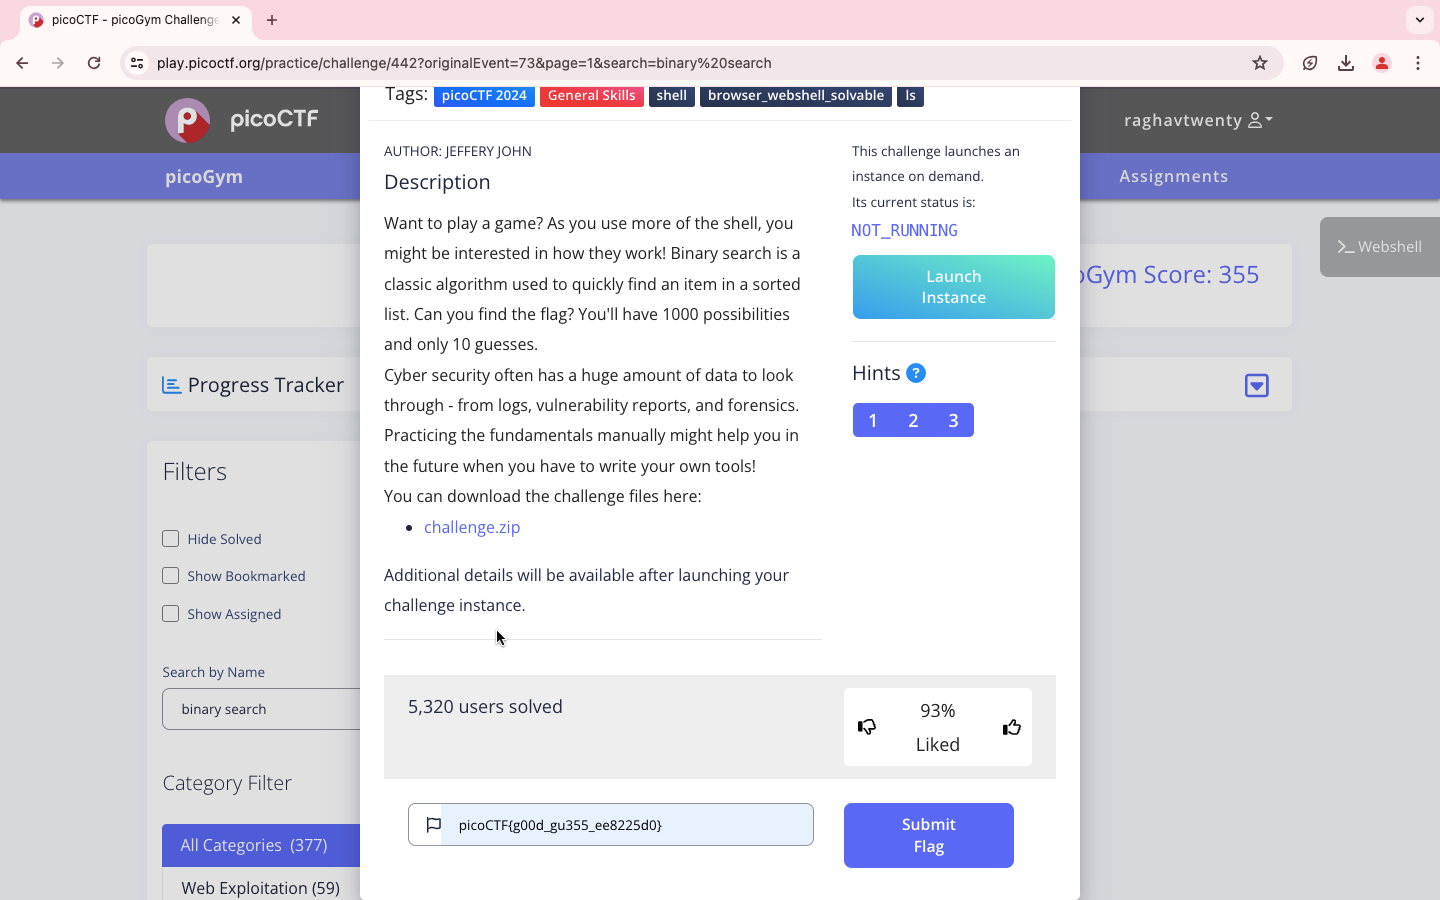 picoCTF - picoGym Challenge
play.picoctf.org/practice/challenge/442?originalEvent=73&page=1&search=binary%20search
Tags: picoCTF 2024 General Skills shell browser_webshell_solvable ls
picoCTF
raghavtwenty
picoGym
Assignments
AUTHOR: JEFFERY JOHN
Description
Want to play a game? As you use more of the shell, you
might be interested in how they work! Binary search is a
classic algorithm used to quickly find an item in a sorted
list. Can you find the flag? You'll have 1000 possibilities
and only 10 guesses.
Cyber security often has a huge amount of data to look
through - from logs, vulnerability reports, and forensics.
Practicing the fundamentals manually might help you in
the future when you have to write your own tools!
You can download the challenge files here:
challenge.zip
Additional details will be available after launching your
challenge instance.
This challenge launches an
instance on demand.
Its current status is:
NOT_RUNNING
Launch
Instance
Hints ?
1 2 3
Webshell
oGym Score: 355
Progress Tracker
Filters
Hide Solved
Show Bookmarked
Show Assigned
Search by Name
binary search
Category Filter
All Categories (377)
Web Exploitation (59)
5,320 users solved
93%
Liked
picoCTF{g00d_gu355_ee8225d0}
Submit
Flag